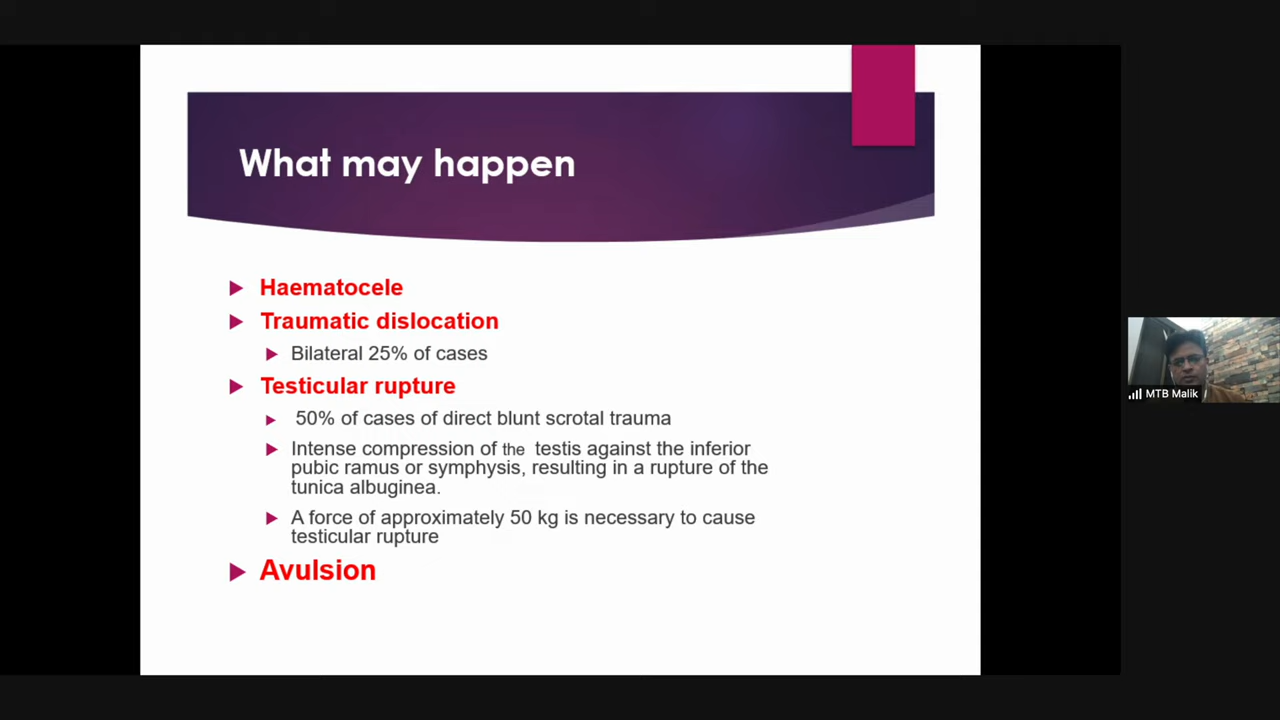 What may happen
Haematocele
Traumatic dislocation
Bilateral 25% of cases
Testicular rupture
50% of cases of direct blunt scrotal trauma
Intense compression of the testis against the inferior
pubic ramus or symphysis, resulting in a rupture of the
tunica albuginea.
A force of approximately 50 kg is necessary to cause
testicular rupture
Avulsion
MTB Malik